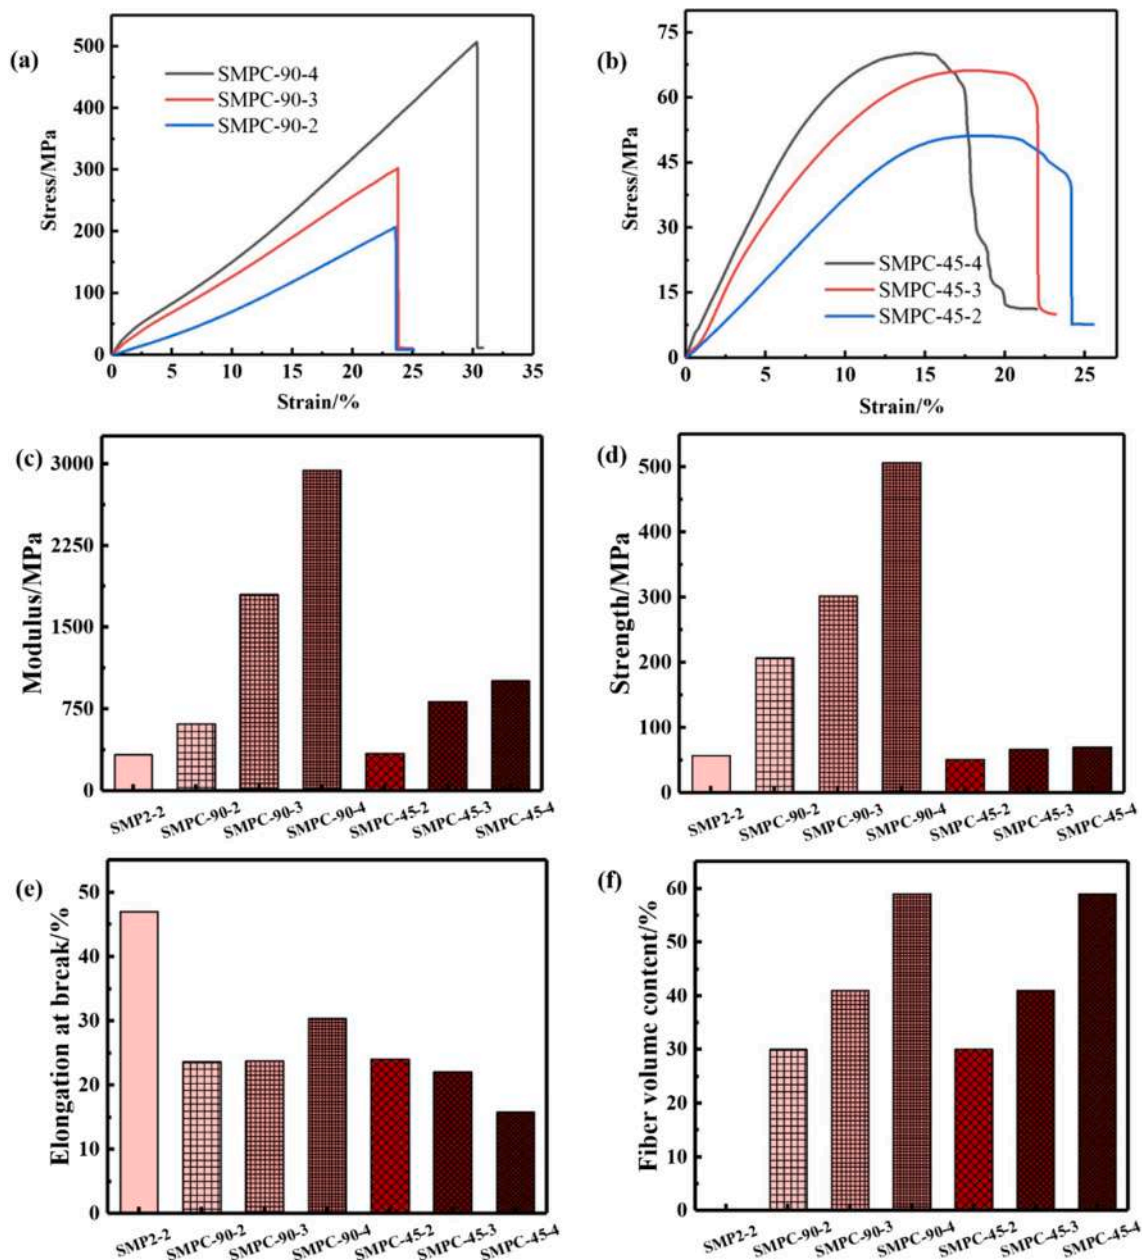 (a)
500
400
300
200
100
0
Stress/MPa
SMPC-90-4
SMPC-90-3
SMPC-90-2
0 5 10 15 20 25 30 35
Strain/%
(b)
75
60
45
30
15
0
Stress/MPa
SMPC-45-4
SMPC-45-3
SMPC-45-2
0 5 10 15 20 25
Strain/%
(c)
3000
2250
1500
750
0
Modulus/MPa
SMP2-2 SMPC-90-2 SMPC-90-3 SMPC-90-4 SMPC-45-2 SMPC-45-3 SMPC-45-4
(d)
500
400
300
200
100
0
Strength/MPa
SMP2-2 SMPC-90-2 SMPC-90-3 SMPC-90-4 SMPC-45-2 SMPC-45-3 SMPC-45-4
(e)
50
40
30
20
10
0
Elongation at break/%
SMP2-2 SMPC-90-2 SMPC-90-3 SMPC-90-4 SMPC-45-2 SMPC-45-3 SMPC-45-4
(f)
60
50
40
30
20
10
0
Fiber volume content/%
SMP2-2 SMPC-90-2 SMPC-90-3 SMPC-90-4 SMPC-45-2 SMPC-45-3 SMPC-45-4